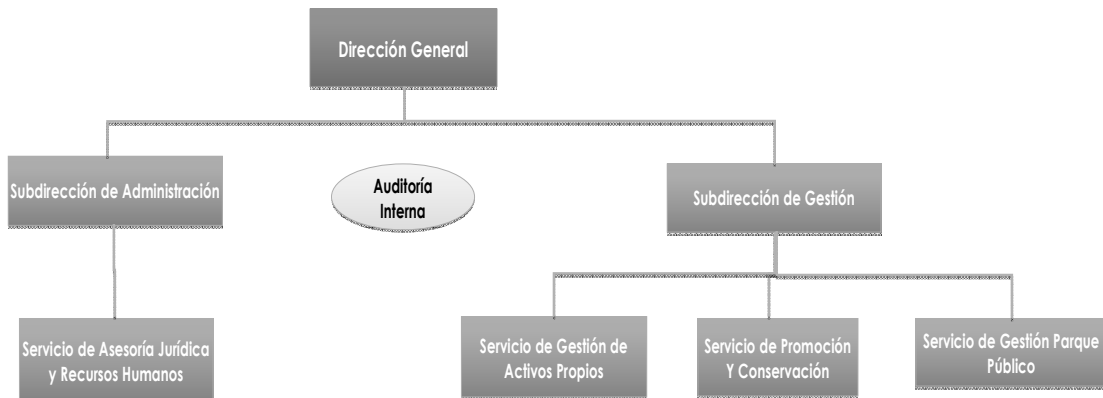 Dirección General
Subdirección de Administración
Auditoría
Interna
Subdirección de Gestión
Servicio de Asesoría Jurídica
y Recursos Humanos
Servicio de Gestión de
Activos Propios
Servicio de Promoción
Y Conservación
Servicio de Gestión Parque
Público